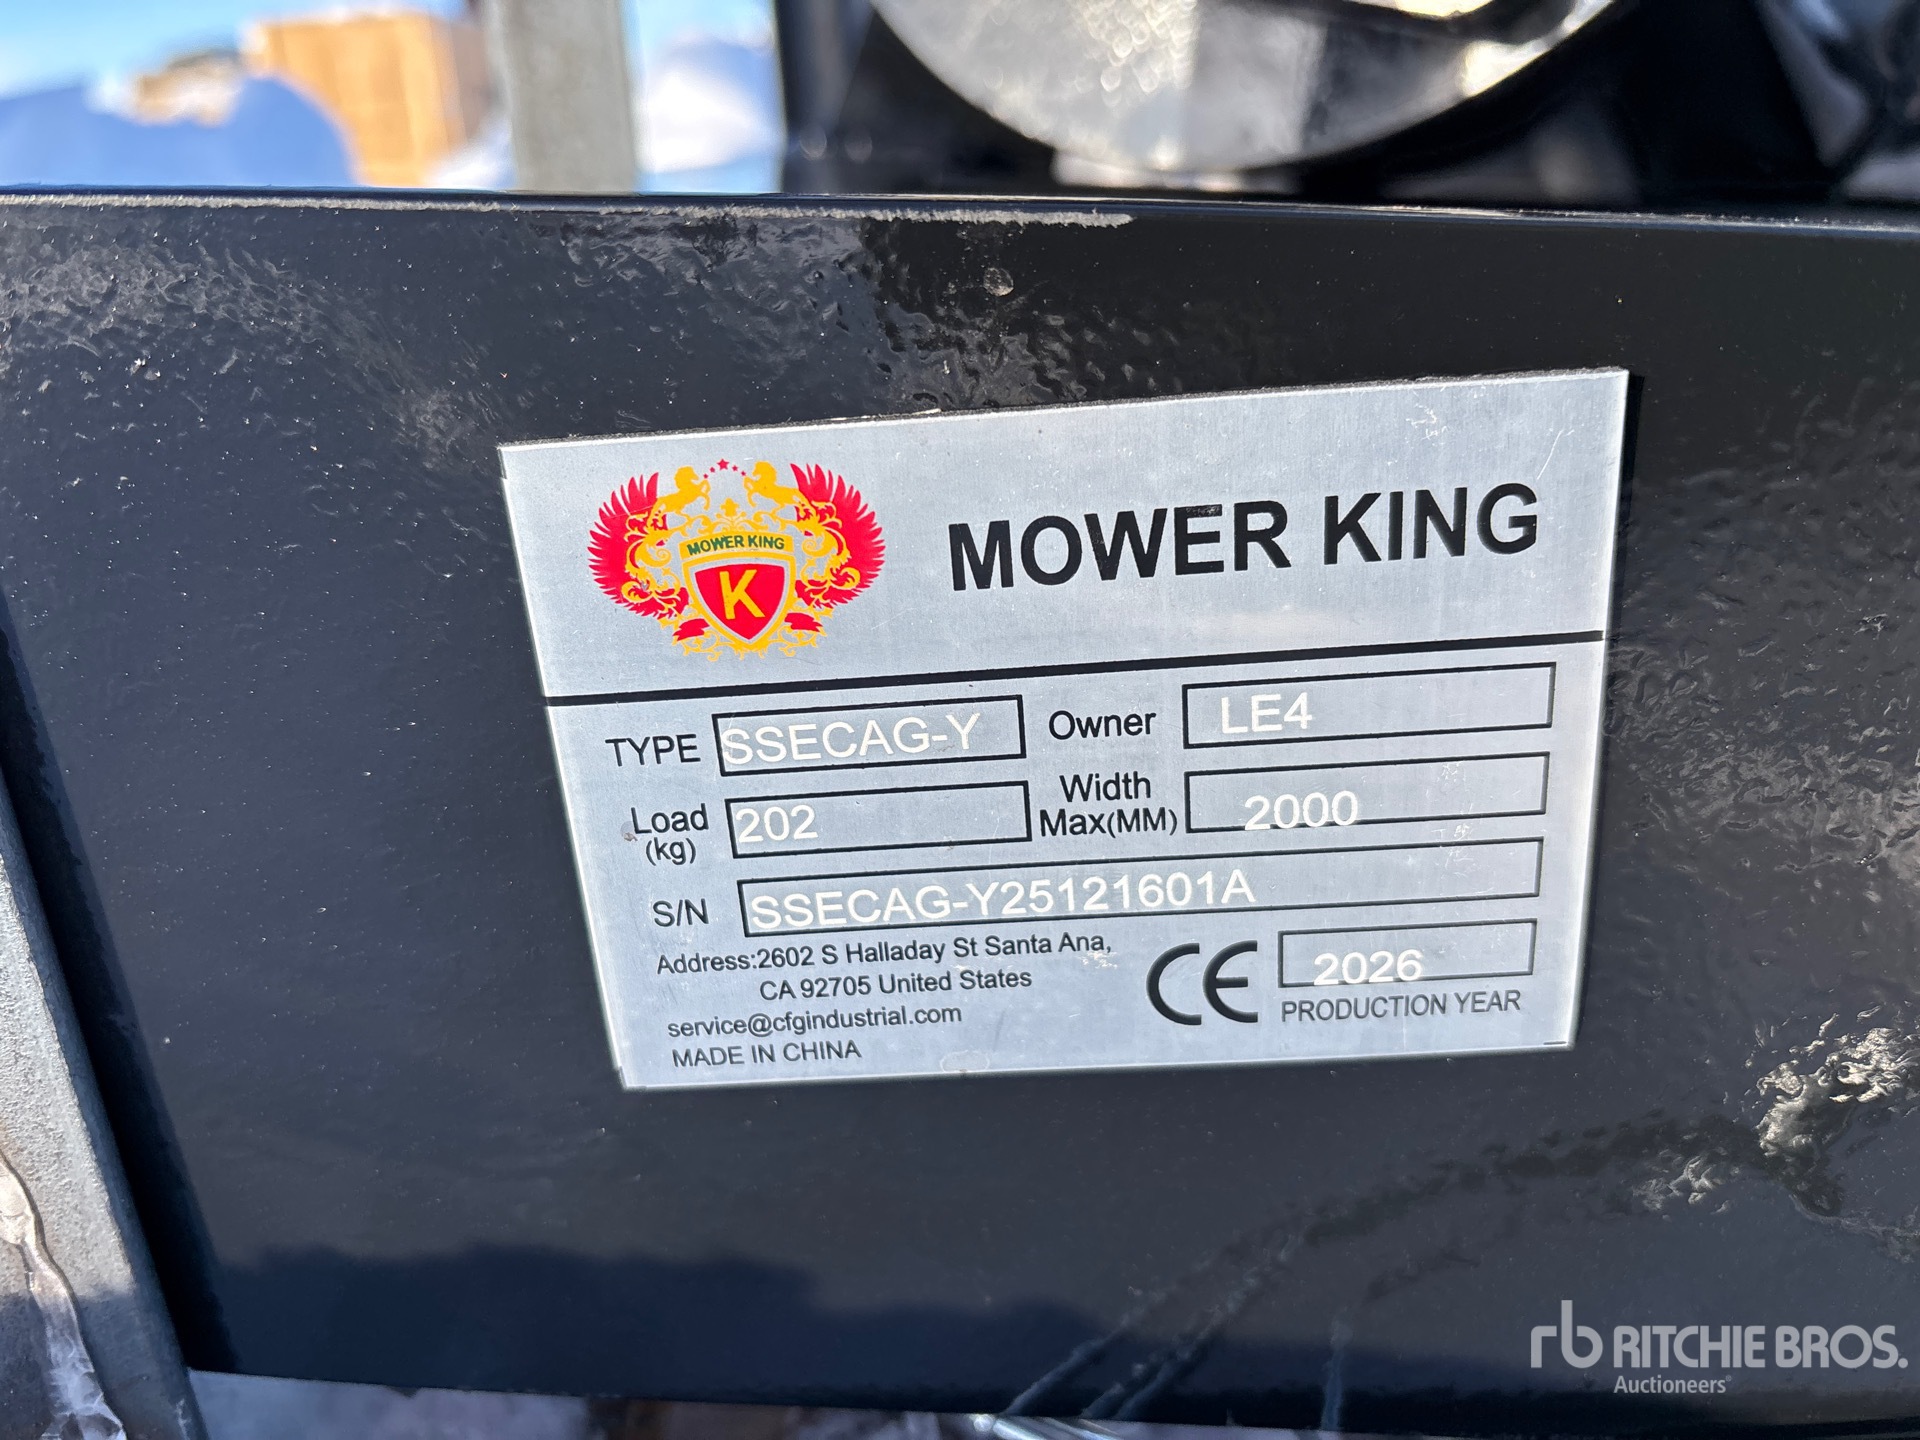 MOWER KING
K
MOWER KING
TYPE SSECAG-Y Owner LE4
Load (kg) 202 Width Max(MM) 2000
S/N SSECAG-Y25121601A
Address:2602 S Halladay St Santa Ana,
CA 92705 United States
service@cfgindustrial.com
MADE IN CHINA
CE 2026
PRODUCTION YEAR
rb RITCHIE BROS.
Auctioneers